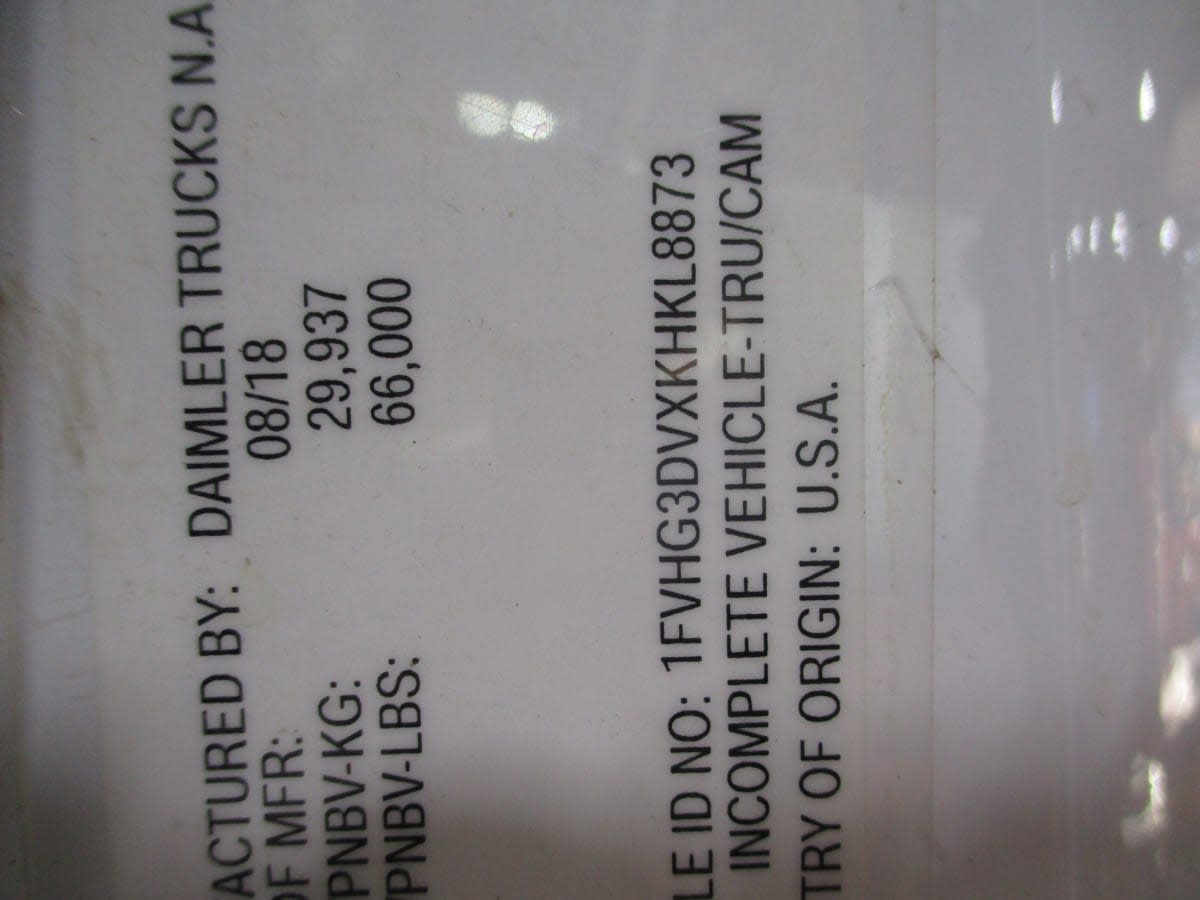 ACTURED BY: DAIMLER TRUCKS N.A
OF MFR: 08/18
PNBV-KG: 29,937
PNBV-LBS: 66,000
LE ID NO: 1FVHG3DVXKHKL8873
INCOMPLETE VEHICLE-TRU/CAM
TRY OF ORIGIN: U.S.A.